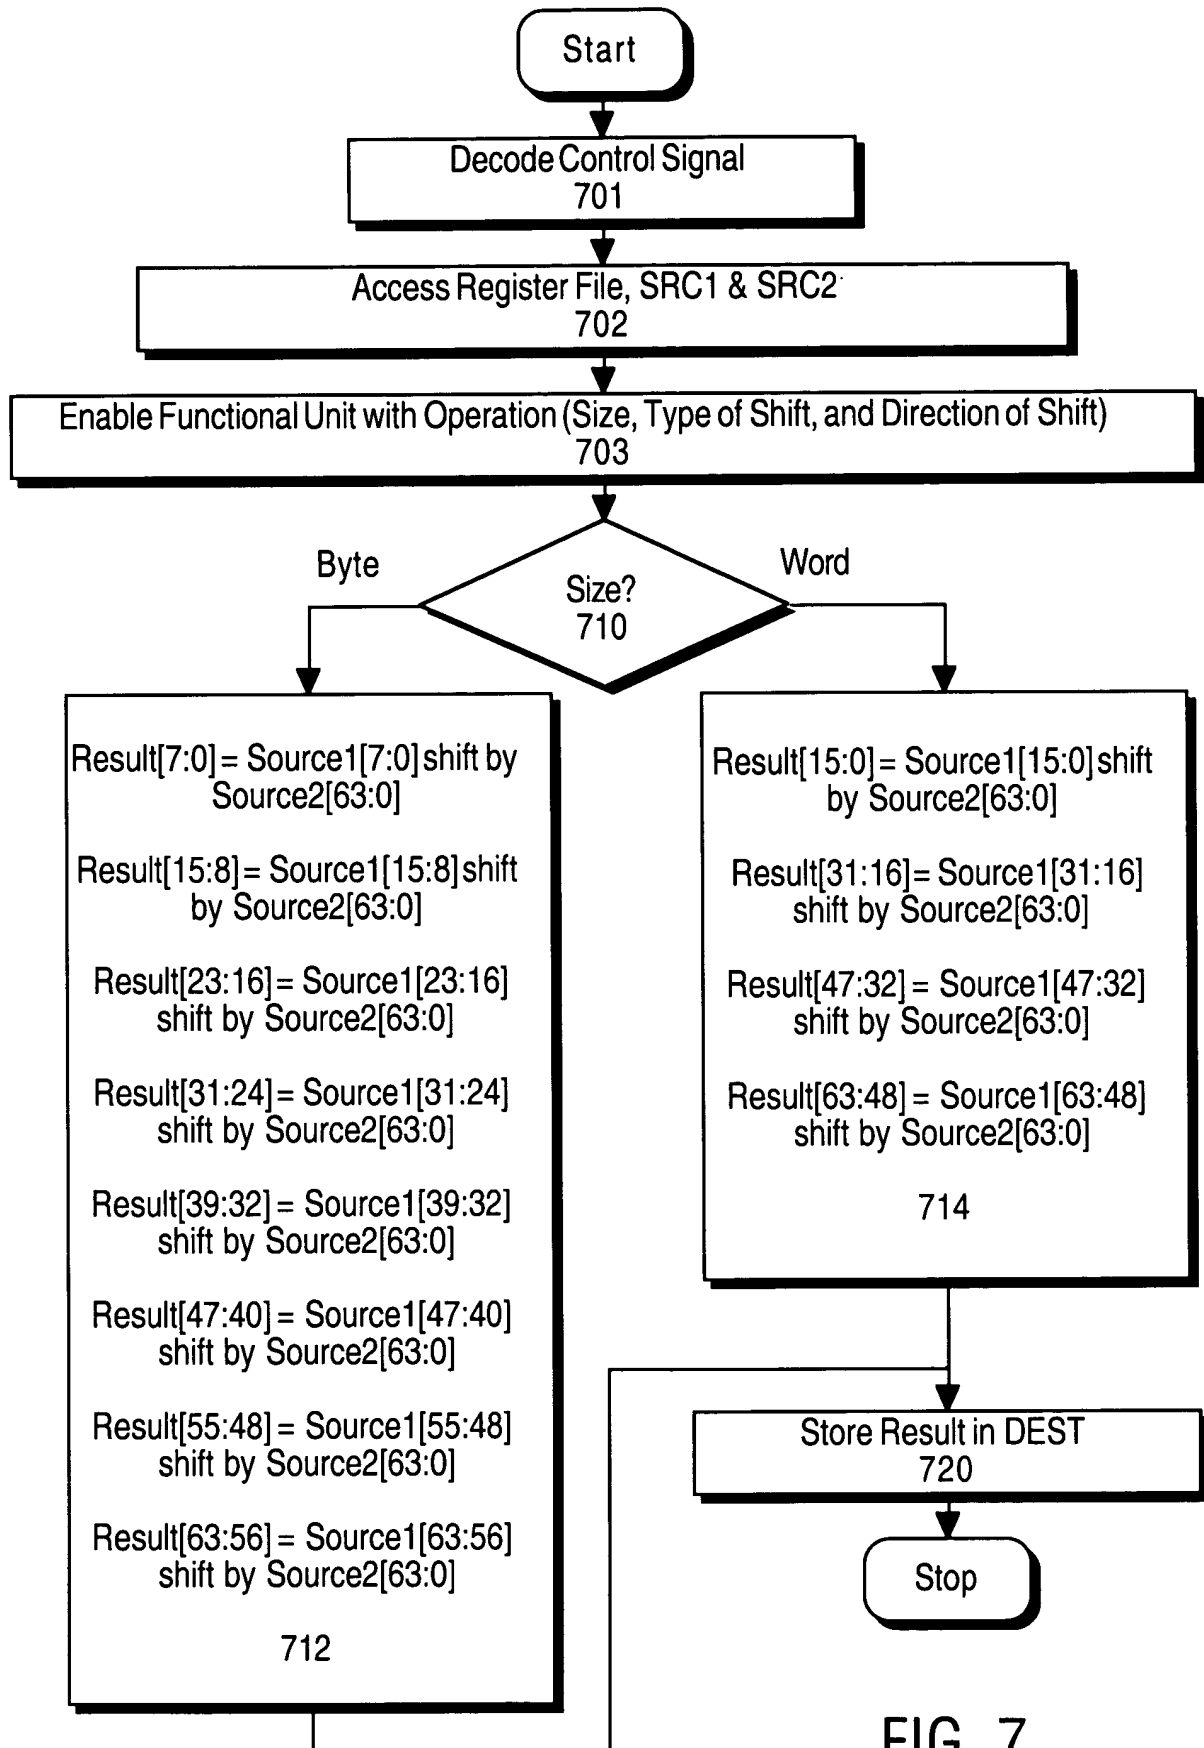 Start
Decode Control Signal
701
Access Register File, SRC1 & SRC2
702
Enable Functional Unit with Operation (Size, Type of Shift, and Direction of Shift)
703
Byte
Word
Size?
710
Result[7:0] = Source1[7:0] shift by
Source2[63:0]
Result[15:8] = Source1[15:8] shift
by Source2[63:0]
Result[23:16] = Source1[23:16]
shift by Source2[63:0]
Result[31:24] = Source1[31:24]
shift by Source2[63:0]
Result[39:32] = Source1[39:32]
shift by Source2[63:0]
Result[47:40] = Source1[47:40]
shift by Source2[63:0]
Result[55:48] = Source1[55:48]
shift by Source2[63:0]
Result[63:56] = Source1[63:56]
shift by Source2[63:0]
712
Result[15:0] = Source1[15:0] shift
by Source2[63:0]
Result[31:16] = Source1[31:16]
shift by Source2[63:0]
Result[47:32] = Source1[47:32]
shift by Source2[63:0]
Result[63:48] = Source1[63:48]
shift by Source2[63:0]
714
Store Result in DEST
720
Stop
FIG. 7